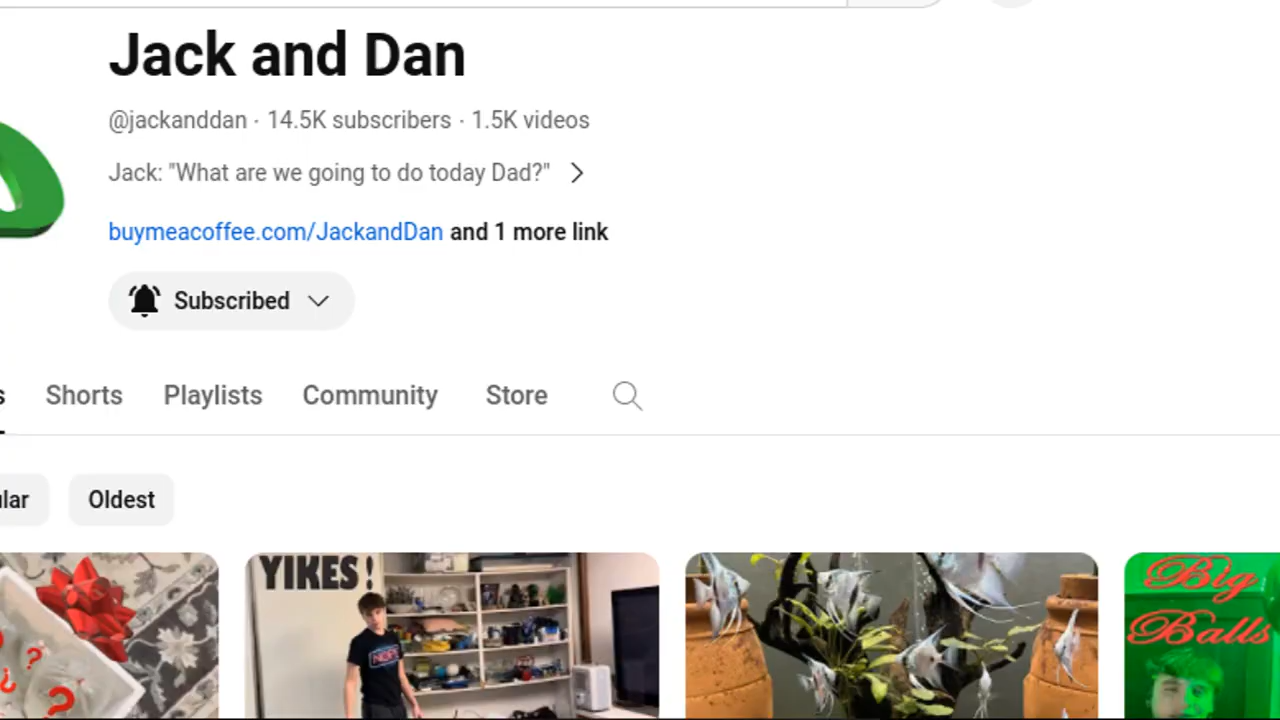 Jack and Dan
@jackanddan · 14.5K subscribers · 1.5K videos
Jack: "What are we going to do today Dad?"
buymeacoffee.com/JackandDan and 1 more link
Subscribed
Shorts Playlists Community Store
Oldest
YIKES!
NOPE
Big
Balls
? ? ?